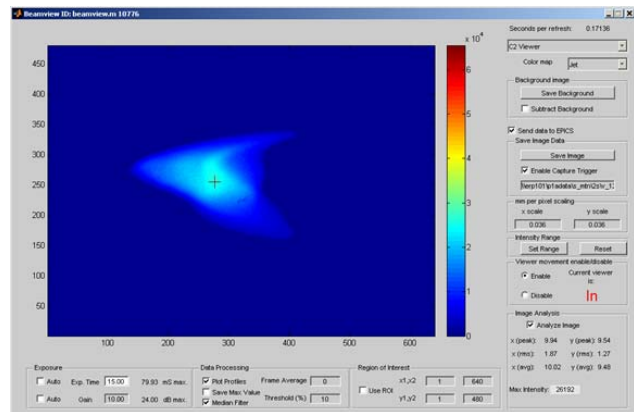 Beamview ID: beamview.m 10776
Seconds per refresh: 0.17136
C2 Viewer
Color map Jet
Background image
Save Background
Subtract Background
Send data to EPICS
Save Image Data
Save Image
Enable Capture Trigger
mm per pixel scaling
x scale y scale
0.036 0.036
Intensity Range
Set Range Reset
Viewer movement enable/disable
Enable Current viewer is:
Disable In
Image Analysis
Analyze Image
x (peak): 9.94 y (peak): 9.54
x (rms): 1.87 y (rms): 1.27
x (avg): 10.02 y (avg): 9.48
Max Intensity: 26192
x 10⁴
450
400
350
300
250
200
150
100
50
100 200 300 400 500 600
6
5
4
3
2
1
0
Exposure
Auto Exp. Time 15.00 79.93 mS max.
Auto Gain 10.00 24.00 dB max.
Data Processing
Plot Profiles Frame Average 0
Save Max Value
Median Filter Threshold (%) 10
Region of Interest
Use ROI
x1,x2 1 640
y1,y2 1 480